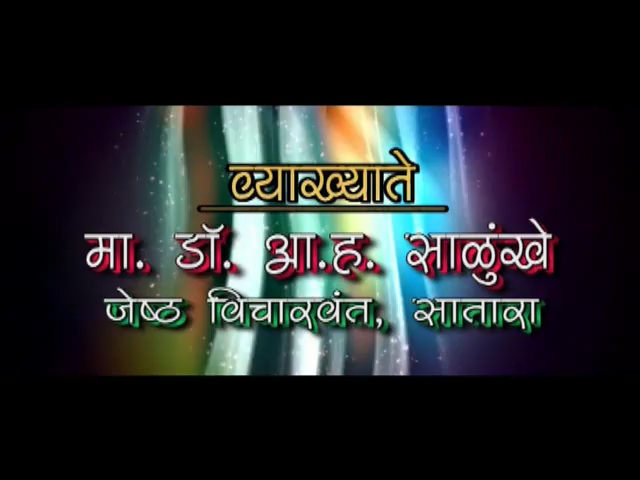 व्याख्याते
मा. डॉ. आ.ह. साळुंखे
जेष्ठ विचारवंत, सातारा